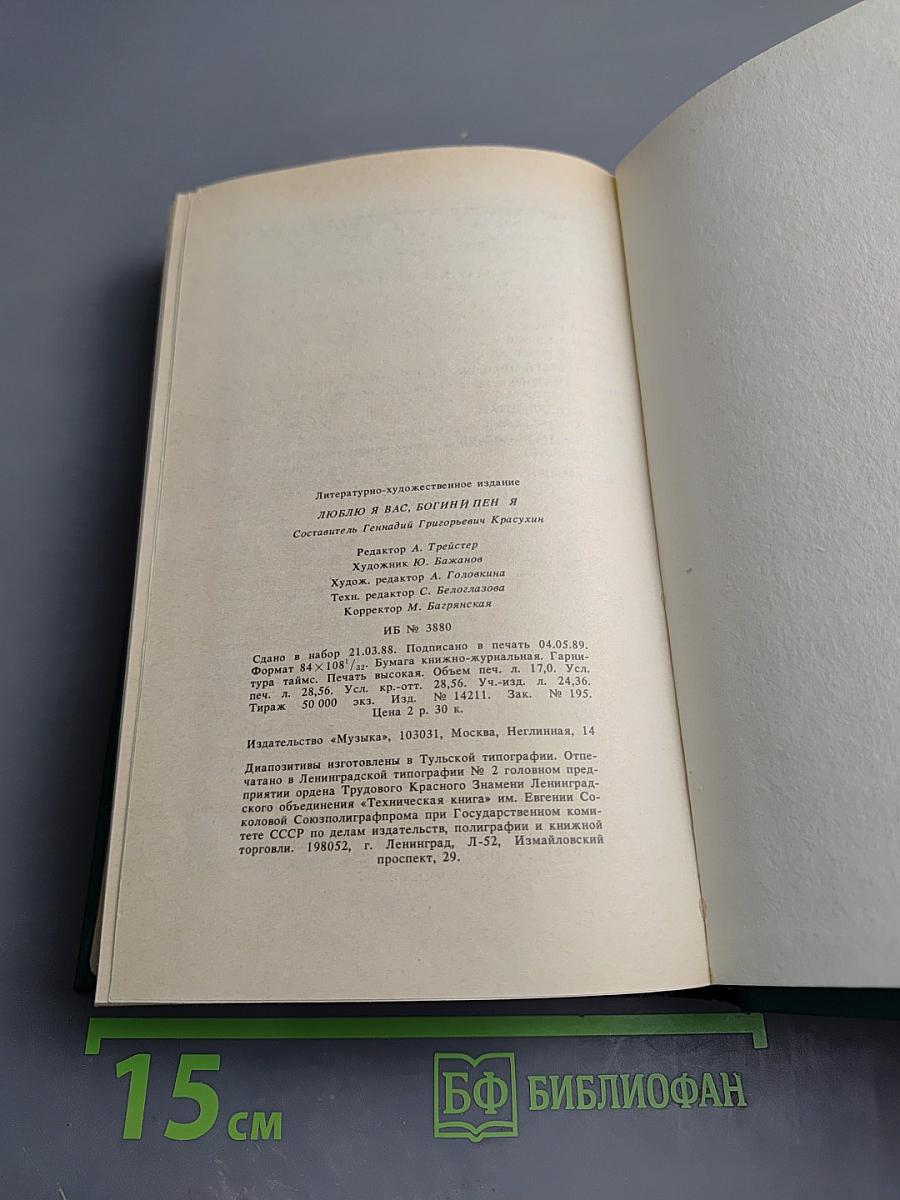 Литературно-художественное издание
ЛЮБЛЮ Я ВАС, БОГИНИ ПЕН Я
Составитель Геннадий Григорьевич Красухин
Редактор А. Трейстер
Художник Ю. Бажанов
Худож. редактор А. Головкина
Техн. редактор С. Белоглазова
Корректор М. Багрянская
ИБ № 3880
Сдано в набор 21.03.88. Подписано в печать 04.05.89.
Формат 84×108¹/₃₂. Бумага книжно-журнальная. Гарни-
тура таймс. Печать высокая. Объем печ. л. 17,0. Усл.
печ. л. 28,56. Усл. кр.-отт. 28,56. Уч.-изд. л. 24,36.
Тираж 50 000 экз. Изд. № 14211. Зак. № 195.
Цена 2 р. 30 к.
Издательство «Музыка», 103031, Москва, Неглинная, 14
Диапозитивы изготовлены в Тульской типографии. Отпе-
чатано в Ленинградской типографии № 2 головном пред-
приятии ордена Трудового Красного Знамени Ленинград-
ского объединения «Техническая книга» им. Евгении Со-
коловой Союзполиграфпрома при Государственном коми-
тете СССР по делам издательств, полиграфии и книжной
торговли. 198052, г. Ленинград, Л-52, Измайловский
проспект, 29.
15 см
БФ БИБЛИОФАН